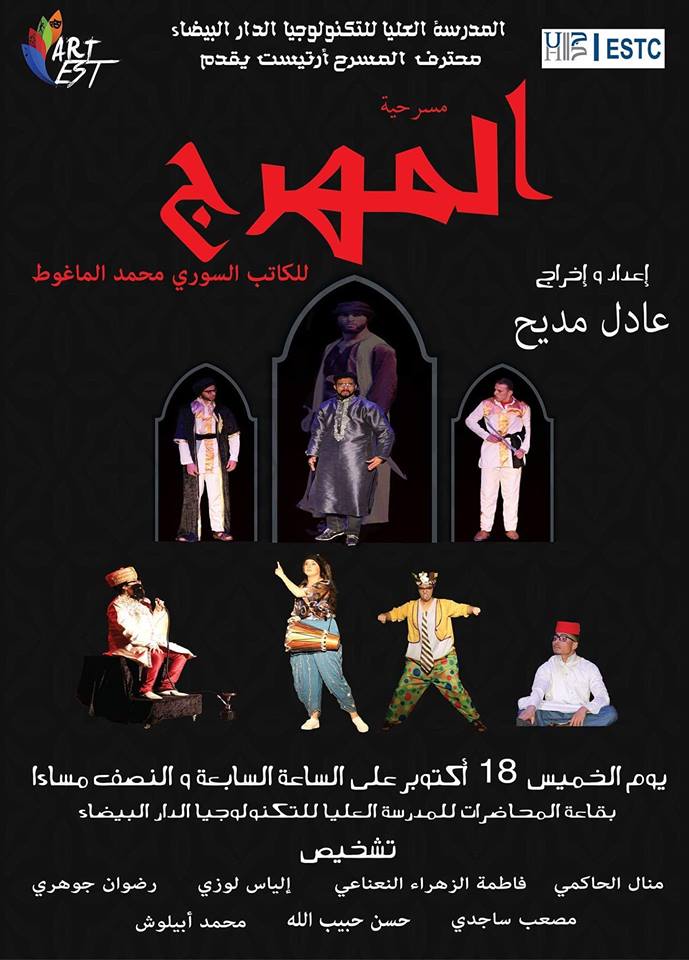 ART
EST
ESTC
المدرسة العليا للتكنولوجيا الدار البيضاء
محترف المسرح أرتيست يقدم
مسرحية
المهرج
للكاتب السوري محمد الماغوط
إعداد و إخراج
عادل مديح
يوم الخميس 18 أكتوبر على الساعة السابعة و النصف مساءا
بقاعة المحاضرات للمدرسة العليا للتكنولوجيا الدار البيضاء
تشخيص
منال الحاكمي فاطمة الزهراء النعناعي إلياس لوزي رضوان جوهري
مصعب ساجدي حسن حبيب الله محمد أبيلوش